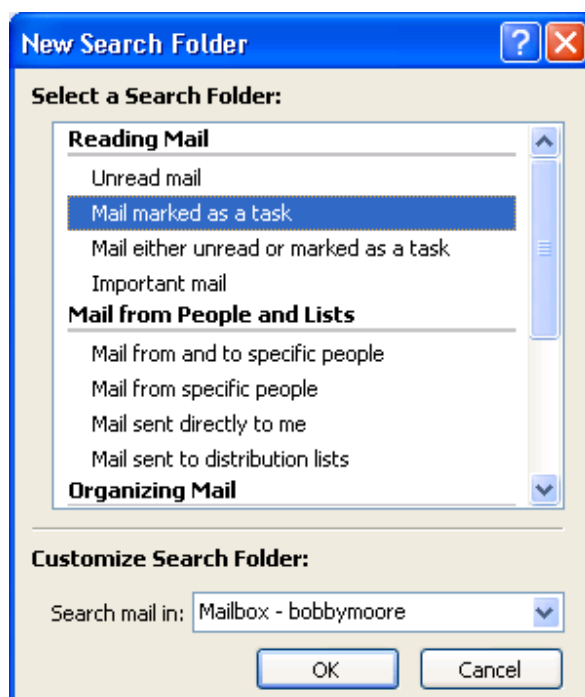 New Search Folder
Select a Search Folder:
Reading Mail
Unread mail
Mail marked as a task
Mail either unread or marked as a task
Important mail
Mail from People and Lists
Mail from and to specific people
Mail from specific people
Mail sent directly to me
Mail sent to distribution lists
Organizing Mail
Customize Search Folder:
Search mail in: Mailbox - bobbymoore
OK Cancel